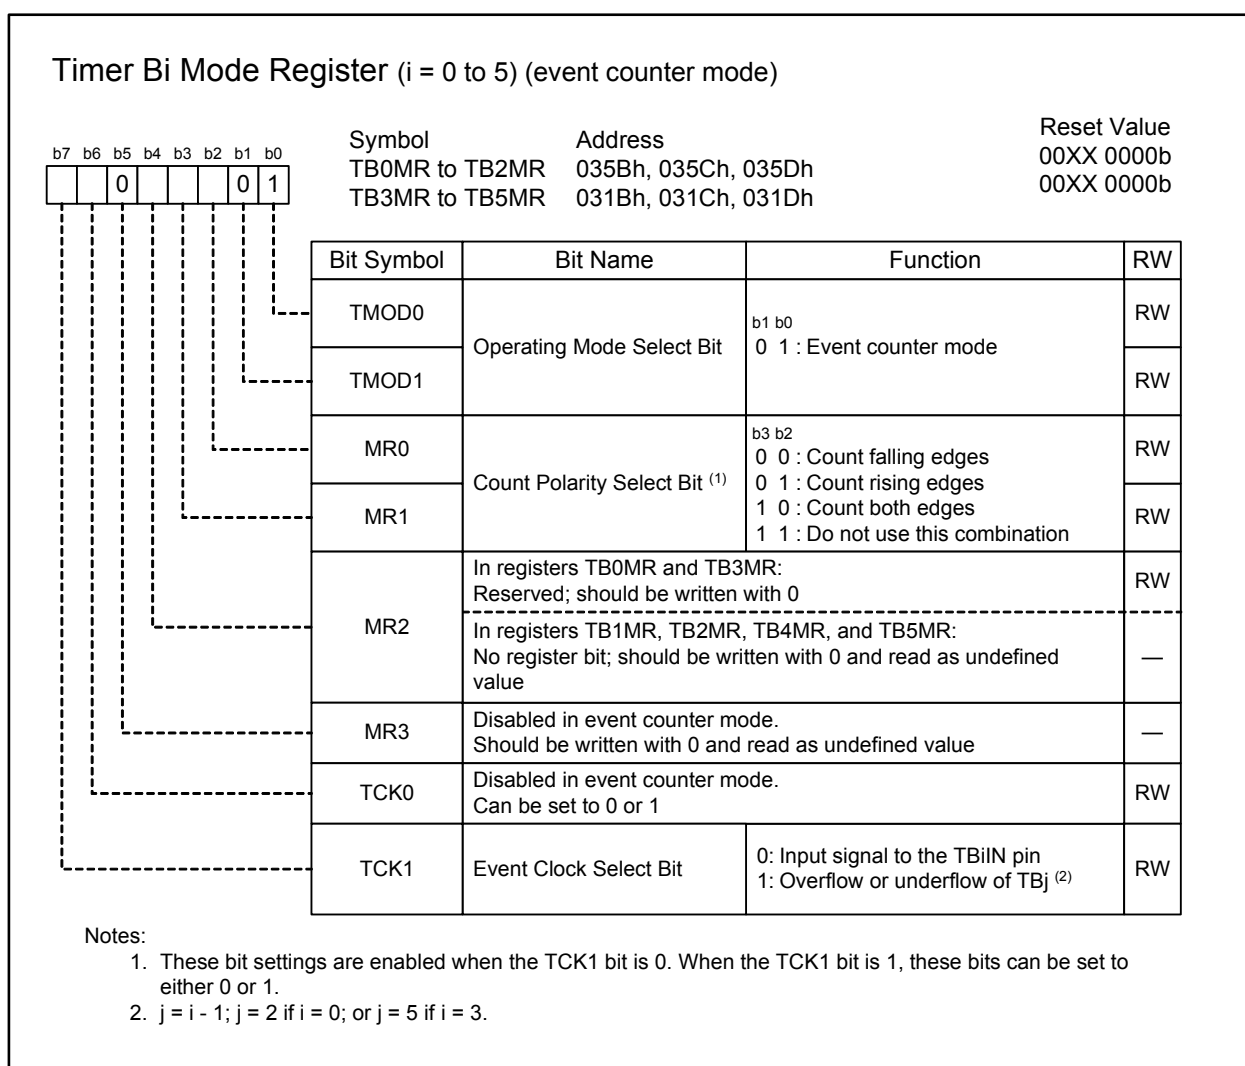 Timer Bi Mode Register (i = 0 to 5) (event counter mode)
b7 b6 b5 b4 b3 b2 b1 b0
0 0 1
Symbol Address Reset Value
TB0MR to TB2MR 035Bh, 035Ch, 035Dh 00XX 0000b
TB3MR to TB5MR 031Bh, 031Ch, 031Dh 00XX 0000b
Bit Symbol Bit Name Function RW
TMOD0 RW
Operating Mode Select Bit
b1 b0
0 1 : Event counter mode
TMOD1 RW
MR0 RW
Count Polarity Select Bit (1)
b3 b2
0 0 : Count falling edges
0 1 : Count rising edges
1 0 : Count both edges
1 1 : Do not use this combination
MR1 RW
MR2
In registers TB0MR and TB3MR:
Reserved; should be written with 0
RW
In registers TB1MR, TB2MR, TB4MR, and TB5MR:
No register bit; should be written with 0 and read as undefined
value
—
MR3
Disabled in event counter mode.
Should be written with 0 and read as undefined value
—
TCK0
Disabled in event counter mode.
Can be set to 0 or 1
RW
TCK1 Event Clock Select Bit
0: Input signal to the TBiIN pin
1: Overflow or underflow of TBj (2)
RW
Notes:
1. These bit settings are enabled when the TCK1 bit is 0. When the TCK1 bit is 1, these bits can be set to
either 0 or 1.
2. j = i - 1; j = 2 if i = 0; or j = 5 if i = 3.